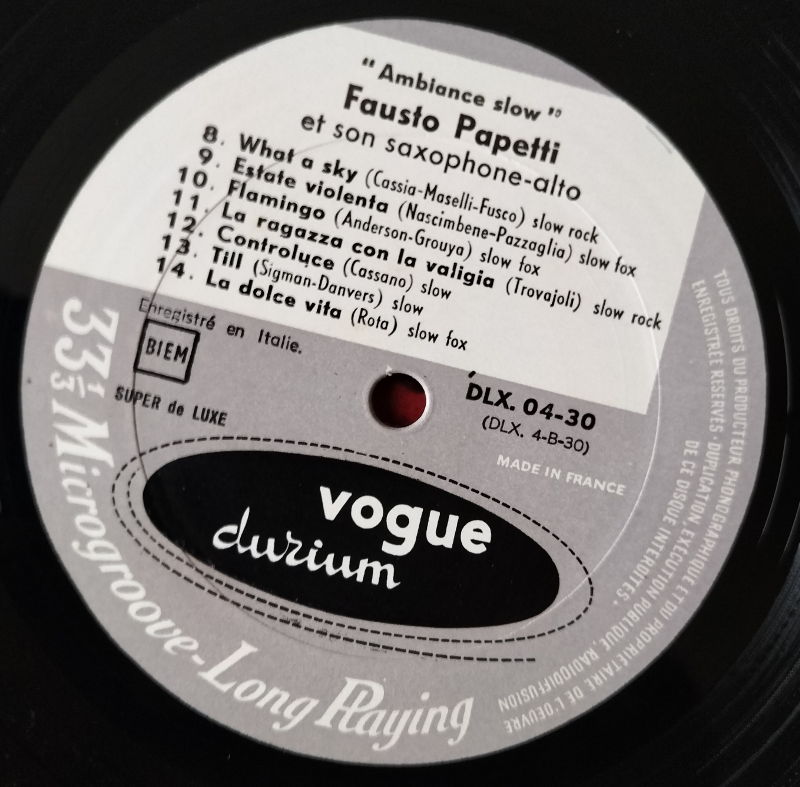 "Ambiance slow"
Fausto Papetti
et son saxophone-alto
8. What a sky (Cassia-Maselli-Fusco) slow rock
9. Estate violenta (Nascimbene-Pazzaglia) slow fox
10. Flamingo (Anderson-Grouya) slow fox
11. La ragazza con la valigia (Trovajoli) slow rock
12. Controluce (Cassano) slow
13. Till (Sigman-Danvers) slow
14. La dolce vita (Rota) slow fox
Enregistré en Italie.
BIEM
SUPER de LUXE
DLX. 04-30
(DLX. 4-B-30)
MADE IN FRANCE
vogue
durium
33 1/3 Microgroove-Long Playing
TOUS DROITS DU PRODUCTEUR PHONOGRAPHIQUE ET DU PROPRIETAIRE DE L'OEUVRE
ENREGISTRÉE RESERVES · DUPLICATION, EXECUTION PUBLIQUE RADIODIFFUSION
DE CE DISQUE INTERDITES.